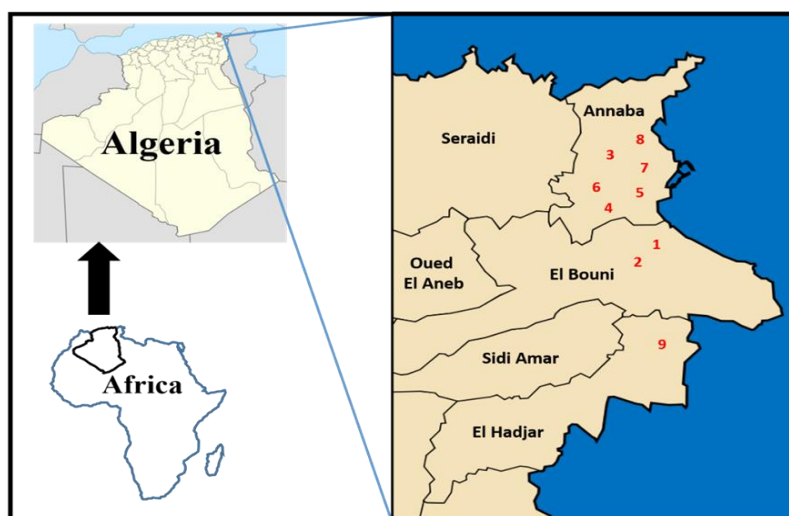 Algeria
Africa
Annaba
Seraidi
8
3
7
6
5
4
1
Oued
El Aneb
El Bouni
2
9
Sidi Amar
El Hadjar